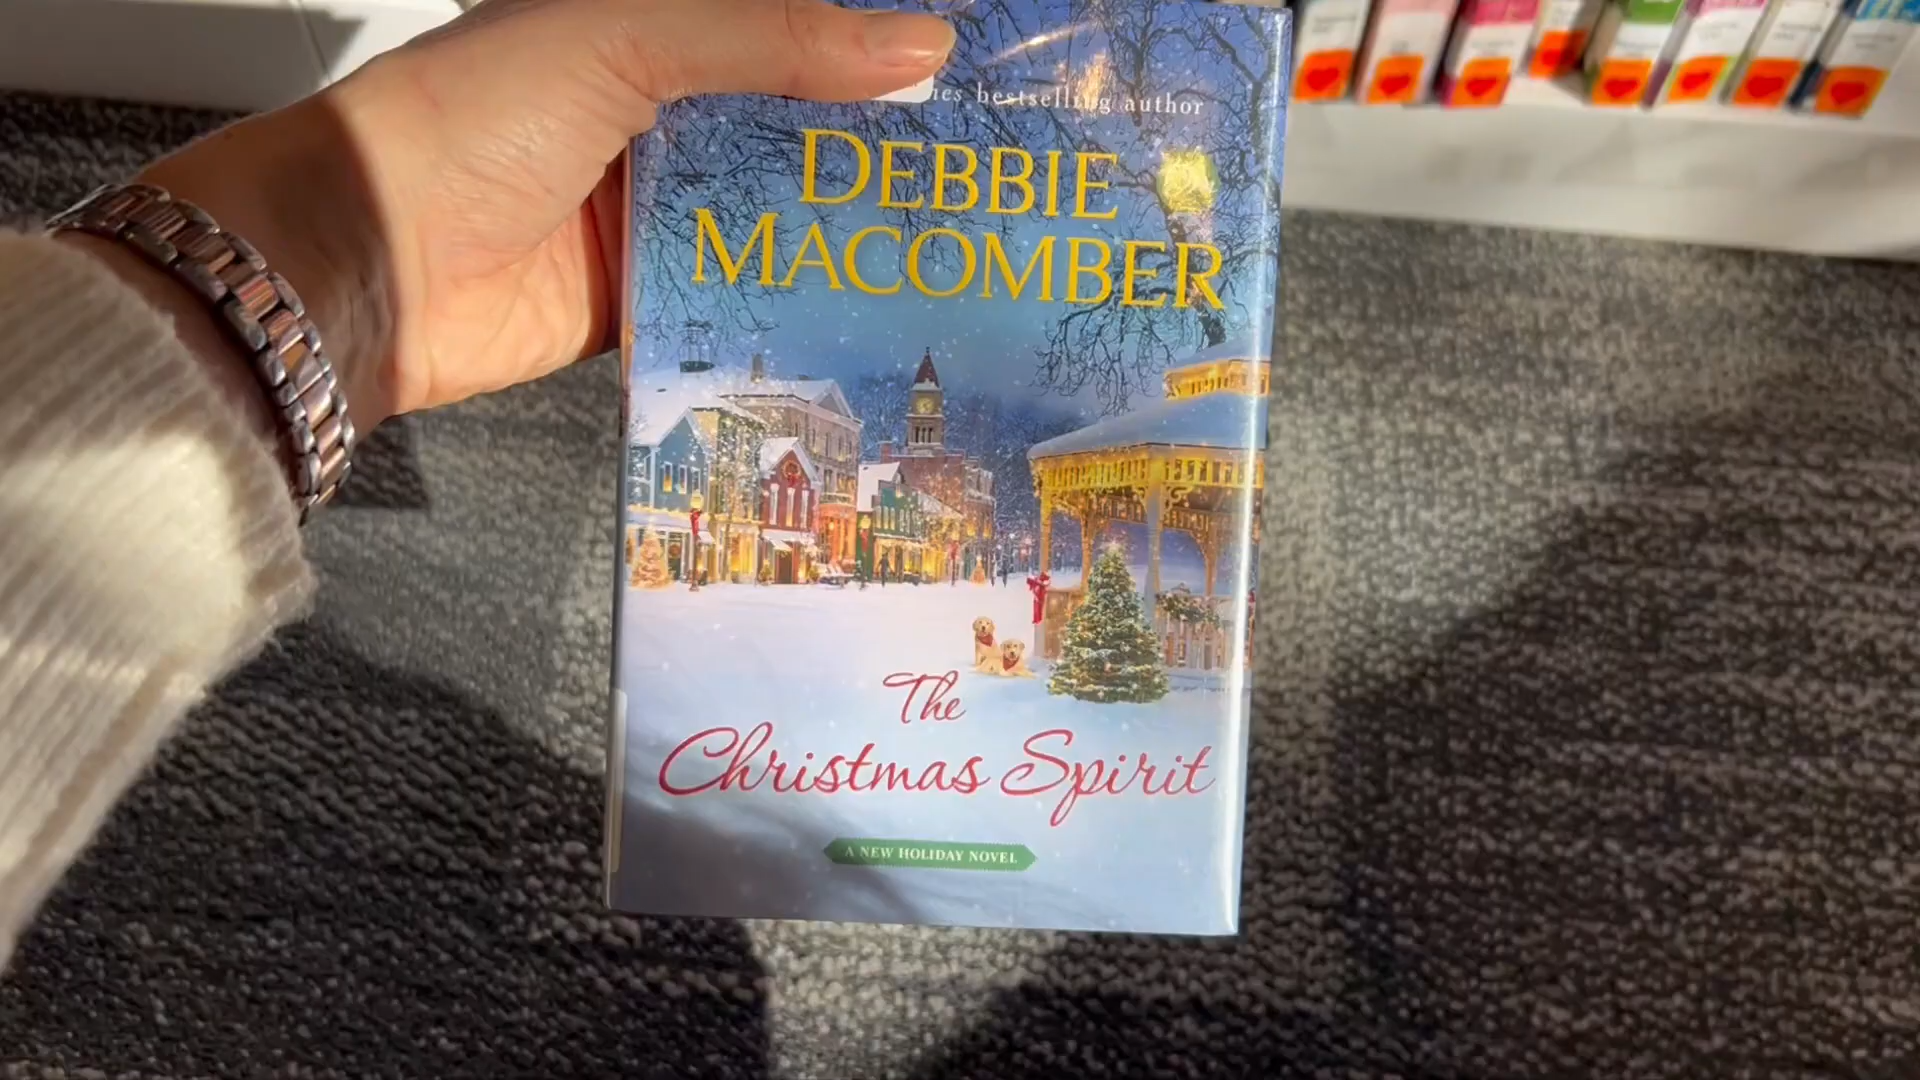 bestselling author
DEBBIE
MACOMBER
The
Christmas Spirit
A NEW HOLIDAY NOVEL